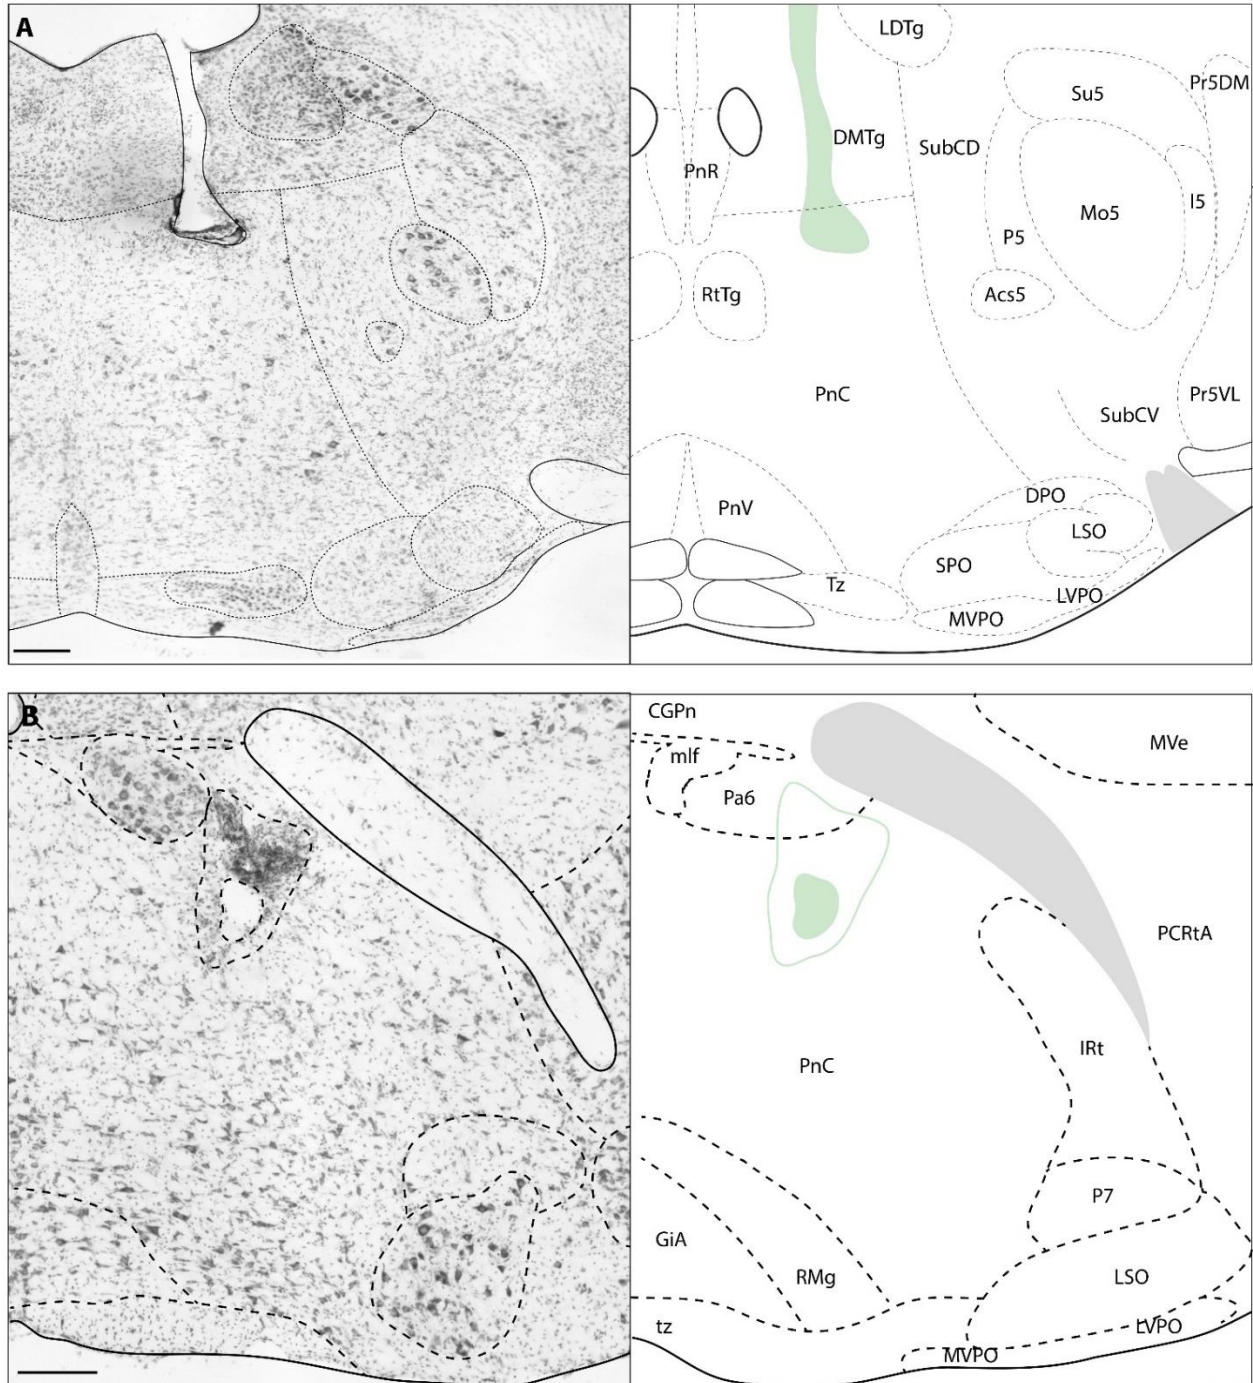 A
LDTg
Su5
Pr5DM
DMTg
SubCD
PnR
I5
Mo5
P5
RtTg
Acs5
PnC
Pr5VL
SubCV
DPO
PnV
LSO
SPO
Tz
LVPO
MVPO
B
CGPn
MVe
mlf
Pa6
PCRtA
IRt
PnC
P7
GiA
RMg
LSO
tz
LVPO
MVPO